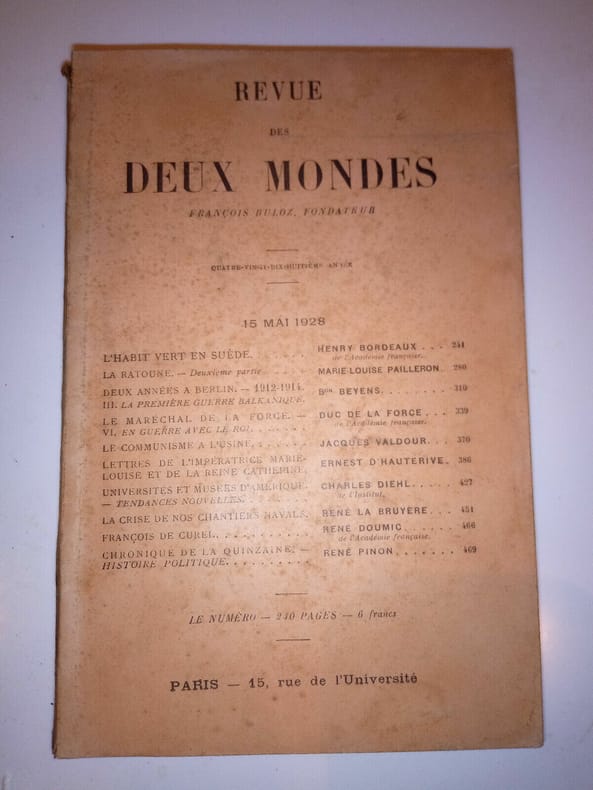 REVUE
DES
DEUX MONDES
FRANÇOIS BULOZ, FONDATEUR
QUATRE-VINGT-DIX-HUITIÈME ANNÉE
15 MAI 1928
L'HABIT VERT EN SUÈDE. . . . . . . HENRY BORDEAUX . . . 241
de l'Académie française.
LA RATOUNE. — Deuxième partie . . . . . MARIE-LOUISE PAILLERON. 280
DEUX ANNÉES A BERLIN. — 1912-1914.
III. LA PREMIÈRE GUERRE BALKANIQUE. Bon BEYENS. . . . . . . . . 310
LE MARÉCHAL DE LA FORCE. —
VI. EN GUERRE AVEC LE ROI. . . . . . . DUC DE LA FORCE . . . 339
de l'Académie française.
LE COMMUNISME A L'USINE. . . . . . . JACQUES VALDOUR. . . . 370
LETTRES DE L'IMPÉRATRICE MARIE-
LOUISE ET DE LA REINE CATHERINE. ERNEST D'HAUTERIVE. 386
UNIVERSITÉS ET MUSÉES D'AMÉRIQUE.
— TENDANCES NOUVELLES. . . . . . . . CHARLES DIEHL. . . . . . 427
de l'Institut.
LA CRISE DE NOS CHANTIERS NAVALS. RENÉ LA BRUYÈRE. . . . 451
FRANÇOIS DE CUREL. . . . . . . . . . . RENÉ DOUMIC . . . . . . . 466
de l'Académie française.
CHRONIQUE DE LA QUINZAINE. —
HISTOIRE POLITIQUE. . . . . . . . . . RENÉ PINON . . . . . . . 469
LE NUMÉRO — 240 PAGES — 6 francs
PARIS — 15, rue de l'Université